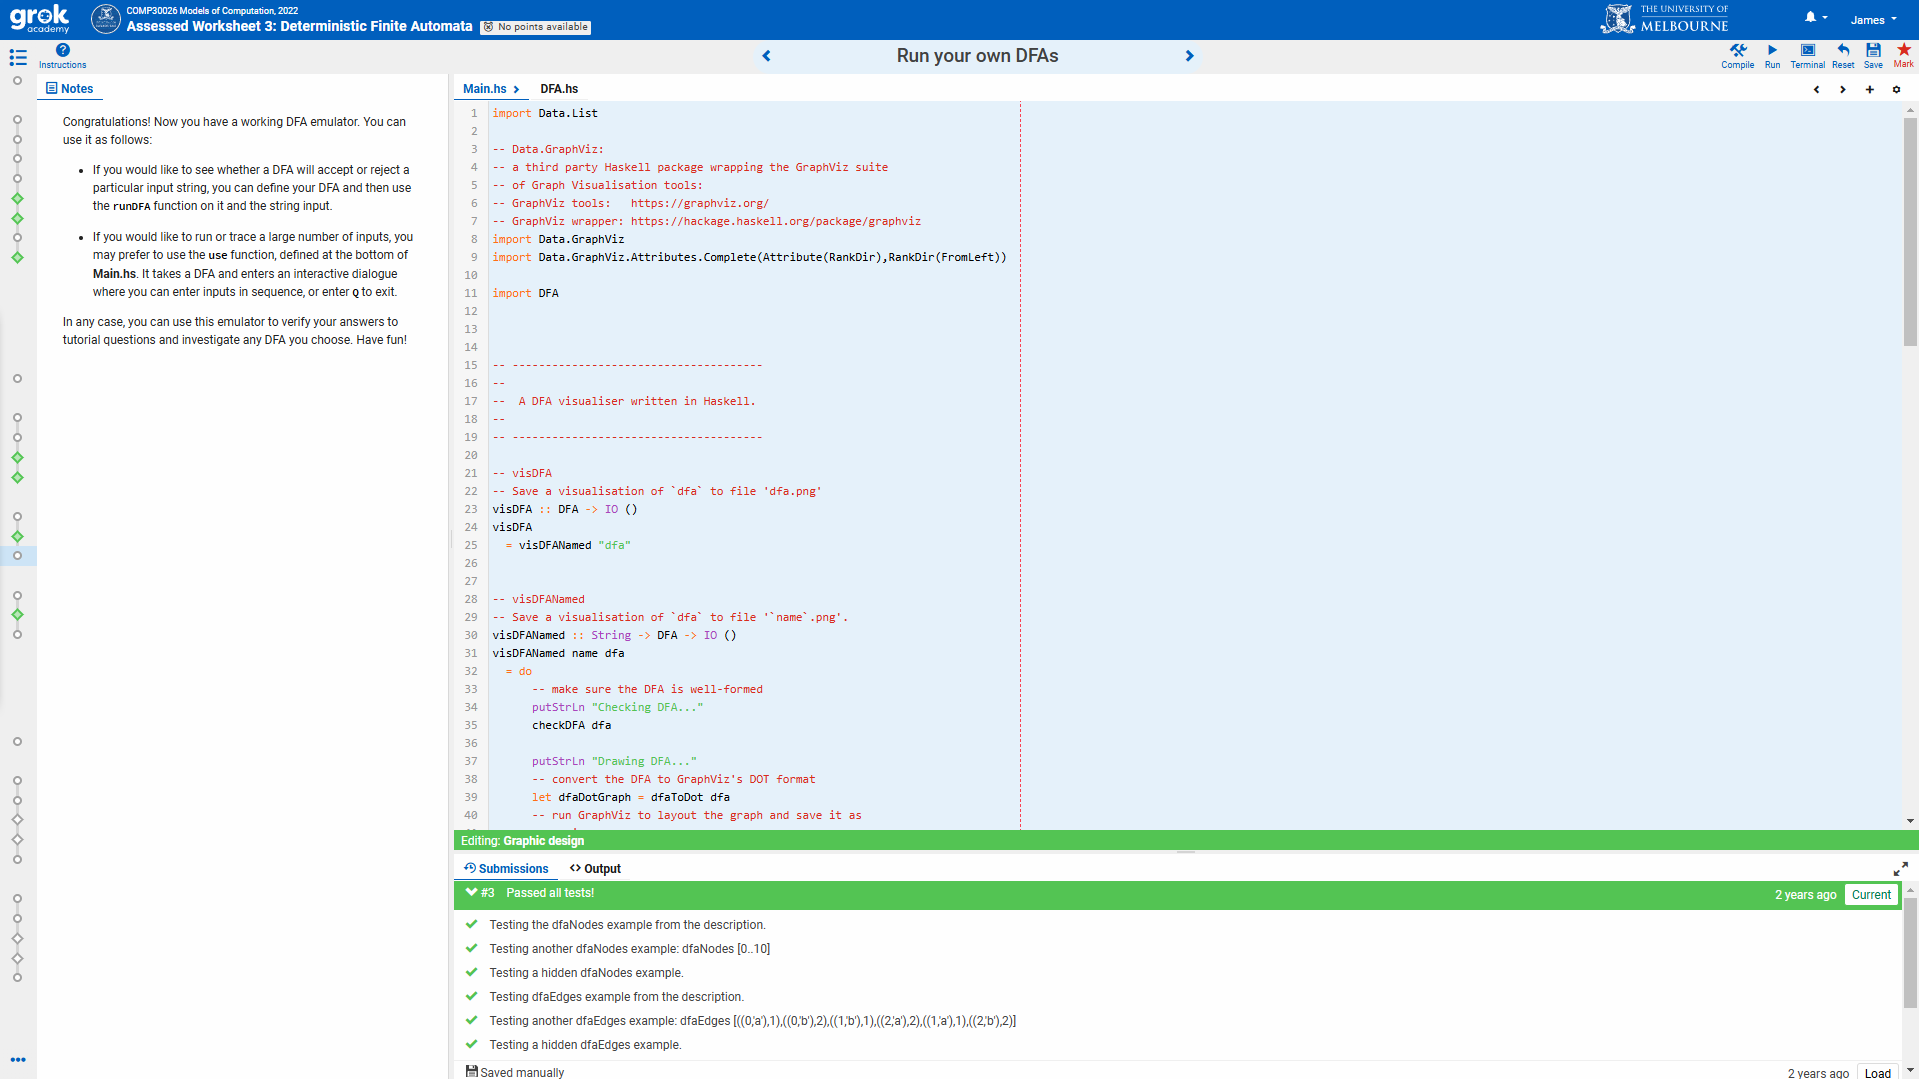 grok
academy
COMP30026 Models of Computation, 2022
Assessed Worksheet 3: Deterministic Finite Automata
No points available
THE UNIVERSITY OF
MELBOURNE
James
Instructions
Run your own DFAs
Compile
Run
Terminal
Reset
Save
Mark
Notes
Congratulations! Now you have a working DFA emulator. You can
use it as follows:
• If you would like to see whether a DFA will accept or reject a
particular input string, you can define your DFA and then use
the runDFA function on it and the string input.
• If you would like to run or trace a large number of inputs, you
may prefer to use the use function, defined at the bottom of
Main.hs. It takes a DFA and enters an interactive dialogue
where you can enter inputs in sequence, or enter Q to exit.
In any case, you can use this emulator to verify your answers to
tutorial questions and investigate any DFA you choose. Have fun!
Main.hs
DFA.hs
1 import Data.List
2
3 -- Data.GraphViz:
4 -- a third party Haskell package wrapping the GraphViz suite
5 -- of Graph Visualisation tools:
6 -- GraphViz tools:   https://graphviz.org/
7 -- GraphViz wrapper: https://hackage.haskell.org/package/graphviz
8 import Data.GraphViz
9 import Data.GraphViz.Attributes.Complete(Attribute(RankDir),RankDir(FromLeft))
10
11 import DFA
12
13
14
15 -- --------------------------------------
16 --
17 --  A DFA visualiser written in Haskell.
18 --
19 -- --------------------------------------
20
21 -- visDFA
22 -- Save a visualisation of `dfa` to file 'dfa.png'
23 visDFA :: DFA -> IO ()
24 visDFA
25   = visDFANamed "dfa"
26
27
28 -- visDFANamed
29 -- Save a visualisation of `dfa` to file '`name`.png'.
30 visDFANamed :: String -> DFA -> IO ()
31 visDFANamed name dfa
32   = do
33       -- make sure the DFA is well-formed
34       putStrLn "Checking DFA..."
35       checkDFA dfa
36
37       putStrLn "Drawing DFA..."
38       -- convert the DFA to GraphViz's DOT format
39       let dfaDotGraph = dfaToDot dfa
40       -- run GraphViz to layout the graph and save it as
Editing: Graphic design
Submissions
Output
#3 Passed all tests!
2 years ago
Current
Testing the dfaNodes example from the description.
Testing another dfaNodes example: dfaNodes [0..10]
Testing a hidden dfaNodes example.
Testing dfaEdges example from the description.
Testing another dfaEdges example: dfaEdges [((0,'a'),1),((0,'b'),2),((1,'b'),1),((2,'a'),2),((1,'a'),1),((2,'b'),2)]
Testing a hidden dfaEdges example.
Saved manually
2 years ago
Load